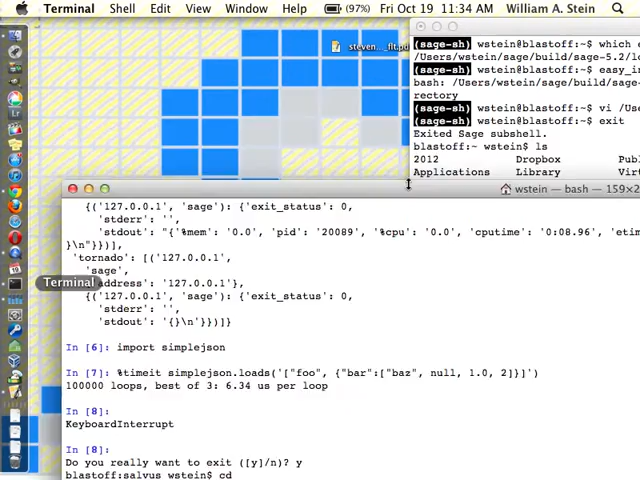 Terminal Shell Edit View Window Help (97%) Fri Oct 19 11:34 AM William A. Stein
steven..._flt.pdf
(sage-sh) wstein@blastoff:~$ which e
/Users/wstein/sage/build/sage-5.2/lo
(sage-sh) wstein@blastoff:~$ easy_in
bash: /Users/wstein/sage/build/sage-
rectory
(sage-sh) wstein@blastoff:~$ vi /Use
(sage-sh) wstein@blastoff:~$ exit
Exited Sage subshell.
blastoff:~ wstein$ ls
2012 Dropbox Publ
Applications Library Virt
wstein — bash — 159×2
{('127.0.0.1', 'sage'): {'exit_status': 0,
'stderr': '',
'stdout': "{'%mem': '0.0', 'pid': '20089', '%cpu': '0.0', 'cputime': '0:08.96', 'etim
}\n"}})],
'tornado': [('127.0.0.1',
'sage',
address': '127.0.0.1'},
{('127.0.0.1', 'sage'): {'exit_status': 0,
'stderr': '',
'stdout': '{}\n'}})]}
Terminal
In [6]: import simplejson
In [7]: %timeit simplejson.loads('["foo", {"bar":["baz", null, 1.0, 2]}]')
100000 loops, best of 3: 6.34 us per loop
In [8]:
KeyboardInterrupt
In [8]:
Do you really want to exit ([y]/n)? y
blastoff:salvus wstein$ cd